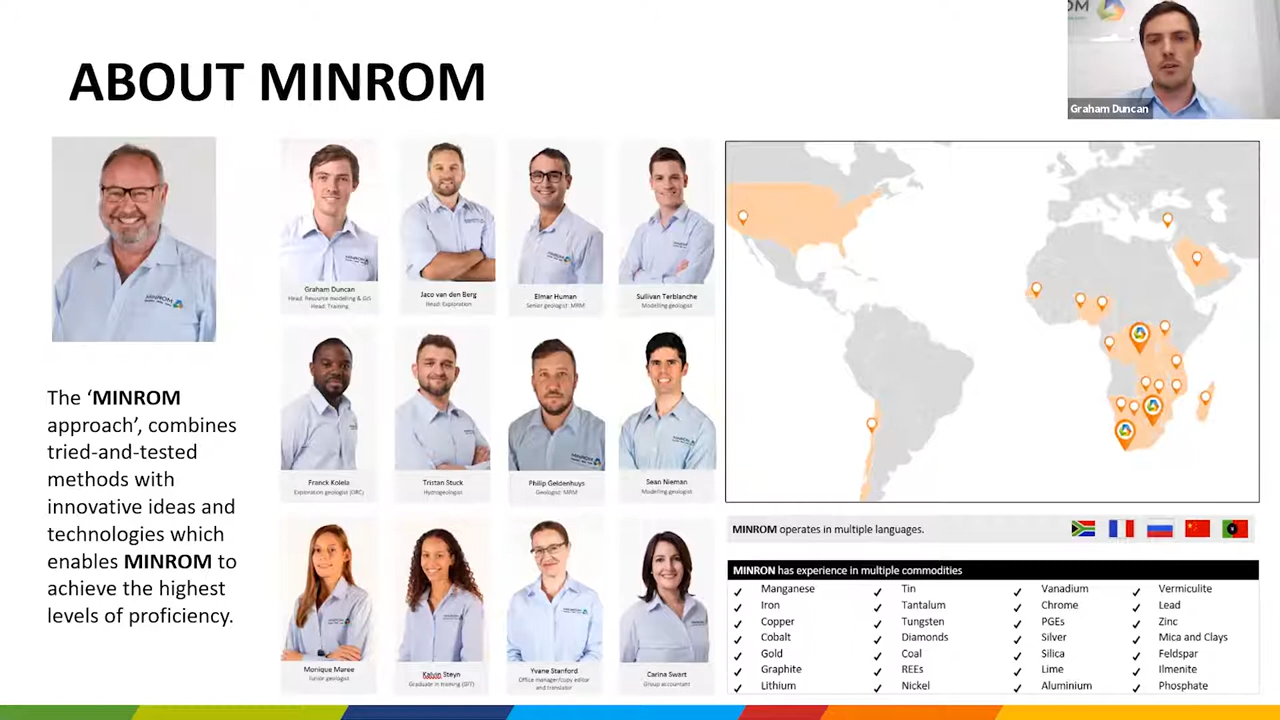 ABOUT MINROM
OM
Graham Duncan
The ‘MINROM
approach’, combines
tried-and-tested
methods with
innovative ideas and
technologies which
enables MINROM to
achieve the highest
levels of proficiency.
Graham Duncan
Head: Resource modelling & GIS
Head: Training
Jaco van den Berg
Head: Exploration
Elmar Human
Senior geologist: MRM
Sullivan Terblanche
Modelling geologist
Franck Kolela
Exploration geologist (DRC)
Tristan Stuck
Hydrogeologist
Philip Geldenhuys
Geologist: MRM
Sean Nieman
Modelling geologist
Monique Maree
Junior geologist
Steyn
Graduate in training (GIT)
Yvane Stanford
Office manager/copy editor
and translator
Carina Swart
Group accountant
MINROM operates in multiple languages.
MINRON has experience in multiple commodities
Manganese
Iron
Copper
Cobalt
Gold
Graphite
Lithium
Tin
Tantalum
Tungsten
Diamonds
Coal
REEs
Nickel
Vanadium
Chrome
PGEs
Silver
Silica
Lime
Aluminium
Vermiculite
Lead
Zinc
Mica and Clays
Feldspar
Ilmenite
Phosphate